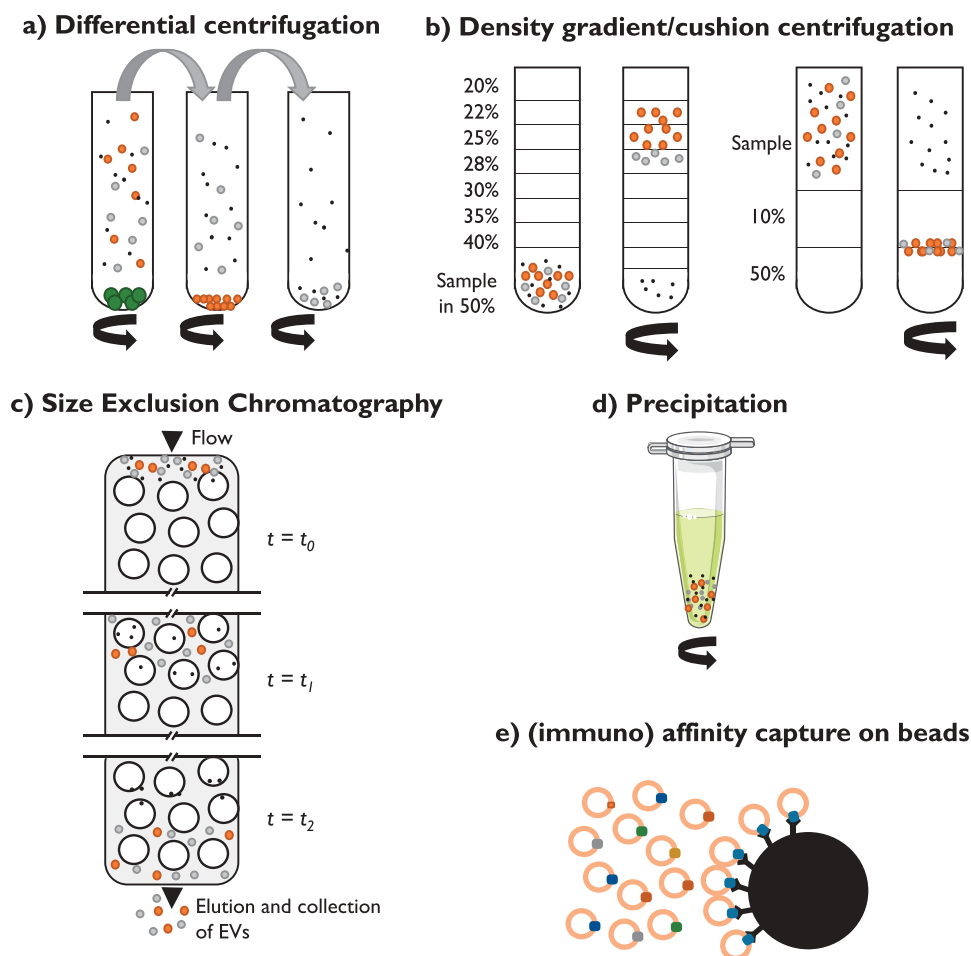 a) Differential centrifugation
b) Density gradient/cushion centrifugation
20%
22%
25%
28%
30%
35%
40%
Sample
in 50%
Sample
10%
50%
c) Size Exclusion Chromatography
Flow
t = t0
t = t1
t = t2
Elution and collection
of EVs
d) Precipitation
e) (immuno) affinity capture on beads